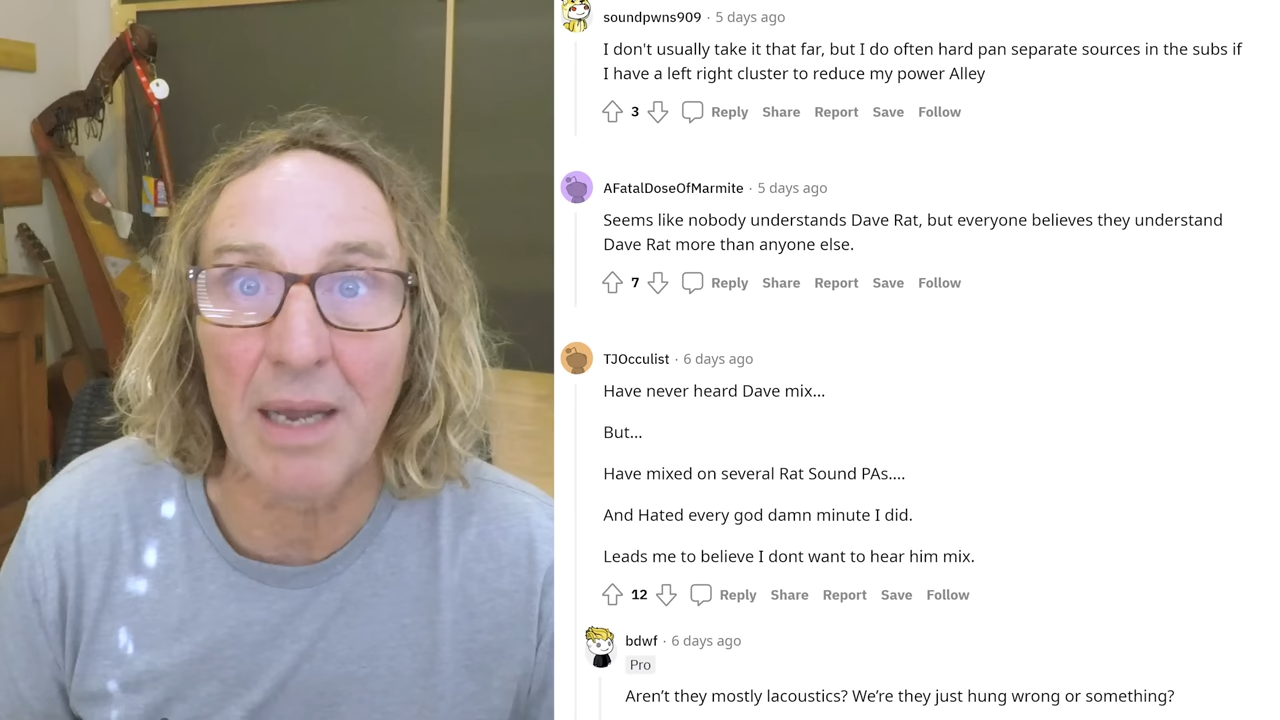 soundpwns909 · 5 days ago
I don't usually take it that far, but I do often hard pan separate sources in the subs if
I have a left right cluster to reduce my power Alley
3 Reply Share Report Save Follow
AFatalDoseOfMarmite · 5 days ago
Seems like nobody understands Dave Rat, but everyone believes they understand
Dave Rat more than anyone else.
7 Reply Share Report Save Follow
TJOcculist · 6 days ago
Have never heard Dave mix...
But...
Have mixed on several Rat Sound PAs....
And Hated every god damn minute I did.
Leads me to believe I dont want to hear him mix.
12 Reply Share Report Save Follow
bdwf · 6 days ago
Pro
Aren’t they mostly lacoustics? We’re they just hung wrong or something?